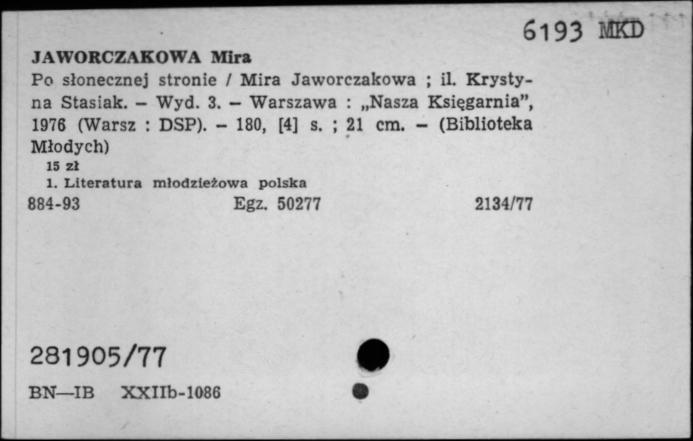 6193 MKD
JAWORCZAKOWA Mira
Po słonecznej stronie / Mira Jaworczakowa ; il. Krysty-
na Stasiak. – Wyd. 3. – Warszawa : „Nasza Księgarnia”,
1976 (Warsz : DSP). – 180, [4] s. ; 21 cm. – (Biblioteka
Młodych)
15 zł
1. Literatura młodzieżowa polska
884-93 Egz. 50277 2134/77
281905/77
BN—IB XXIIb-1086